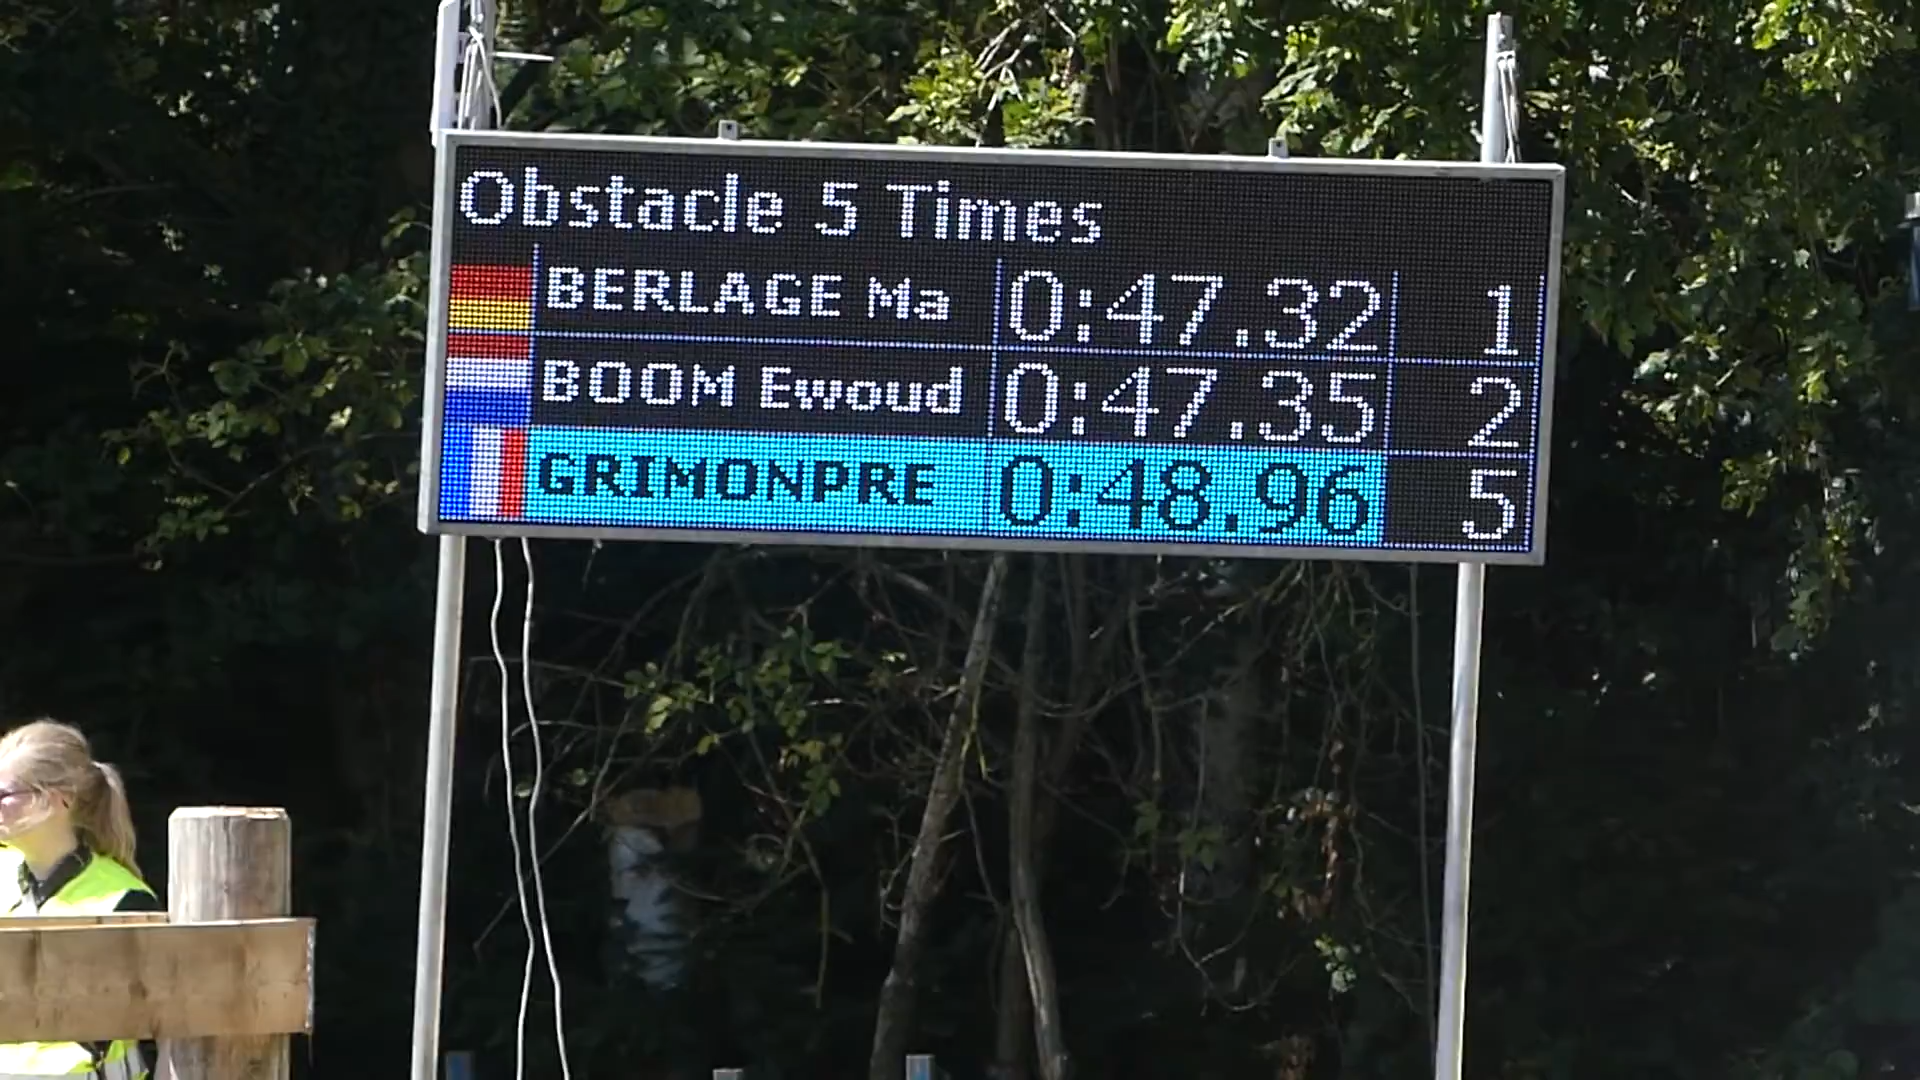 Obstacle 5 Times
BERLAGE Ma 0:47.32 1
BOOM Ewoud 0:47.35 2
GRIMONPRE 0:48.96 5